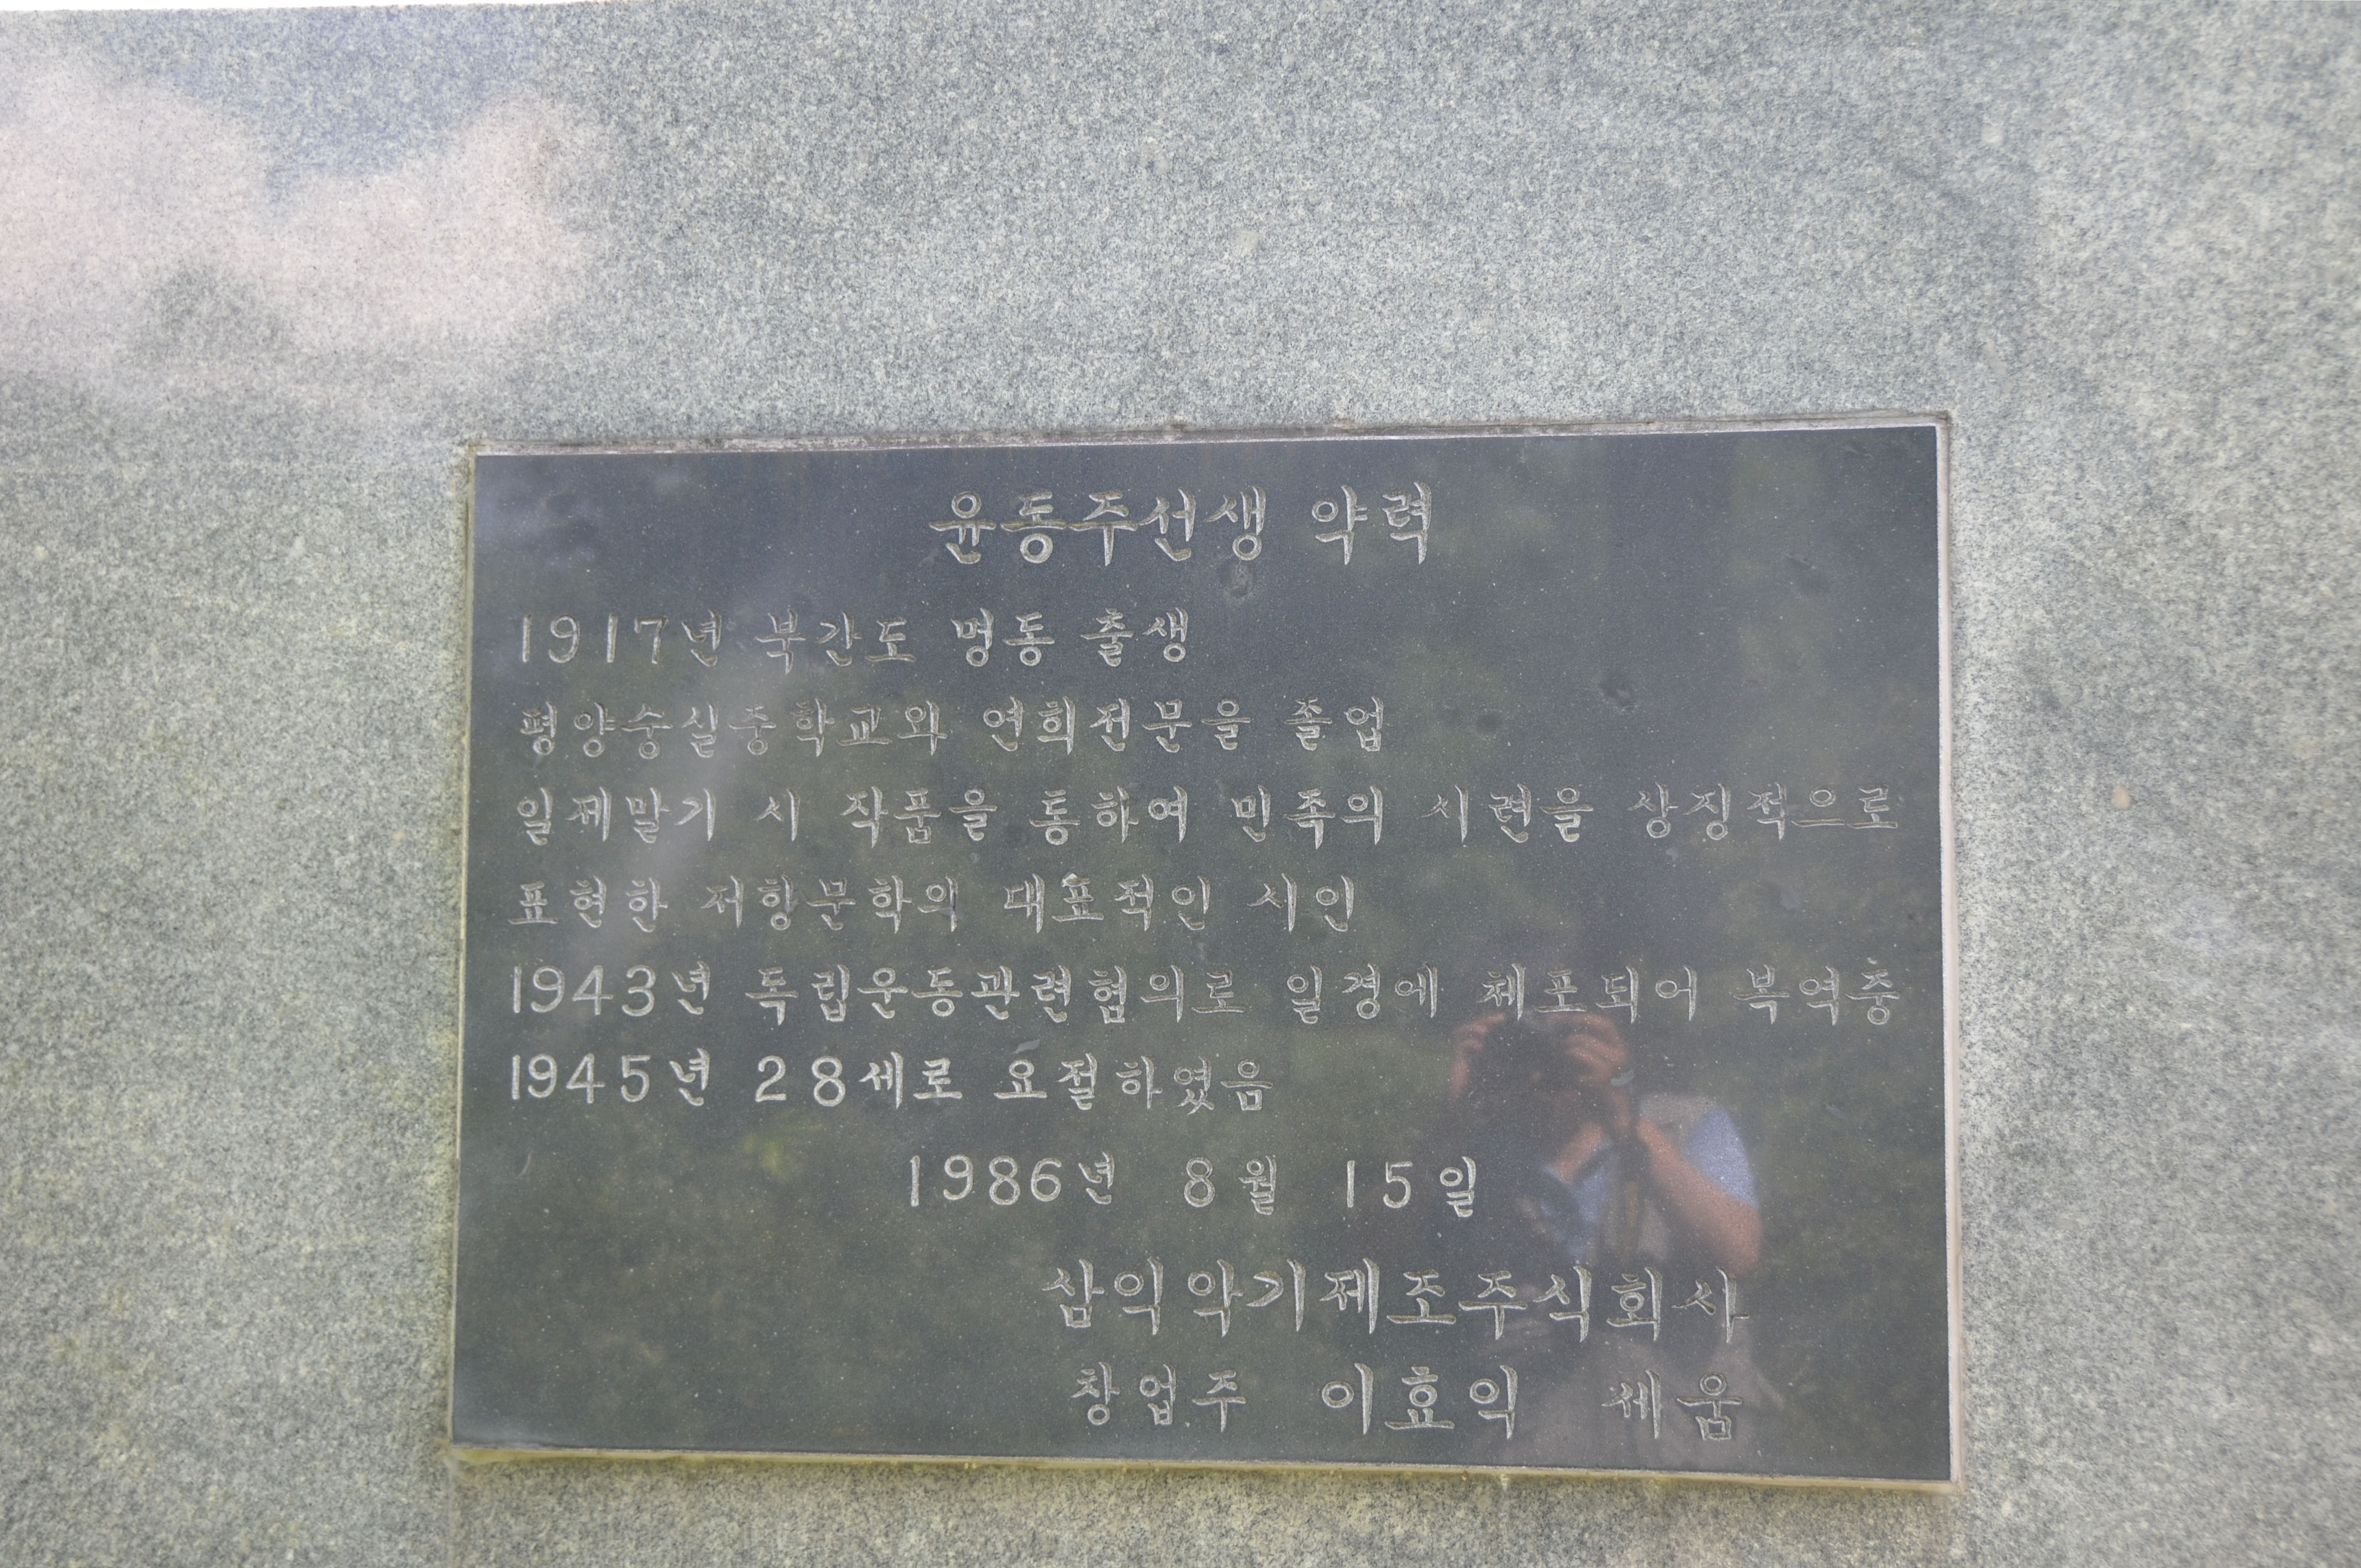 윤동주선생 약력
1917년 북간도 명동 출생
평양숭실중학교와 연희전문을 졸업
일제말기 시 작품을 통하여 민족의 시련을 상징적으로
표현한 저항문학의 대표적인 시인
1943년 독립운동관련혐의로 일경에 체포되어 복역중
1945년 28세로 요절하였음
1986년 8월 15일
삼익악기제조주식회사
창업주 이효익 세움